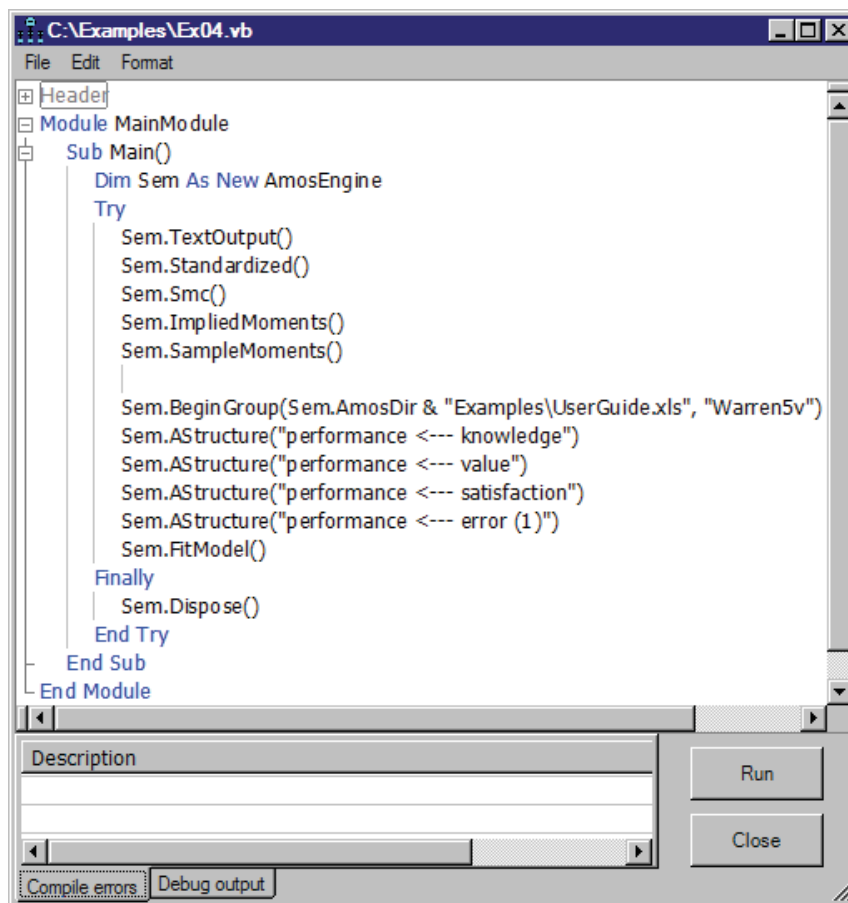 C:\Examples\Ex04.vb
File Edit Format
Header
Module MainModule
Sub Main()
Dim Sem As New AmosEngine
Try
Sem.TextOutput()
Sem.Standardized()
Sem.Smc()
Sem.ImpliedMoments()
Sem.SampleMoments()
Sem.BeginGroup(Sem.AmosDir & "Examples\UserGuide.xls", "Warren5v")
Sem.AStructure("performance <--- knowledge")
Sem.AStructure("performance <--- value")
Sem.AStructure("performance <--- satisfaction")
Sem.AStructure("performance <--- error (1)")
Sem.FitModel()
Finally
Sem.Dispose()
End Try
End Sub
End Module
Description
Run
Close
Compile errors Debug output